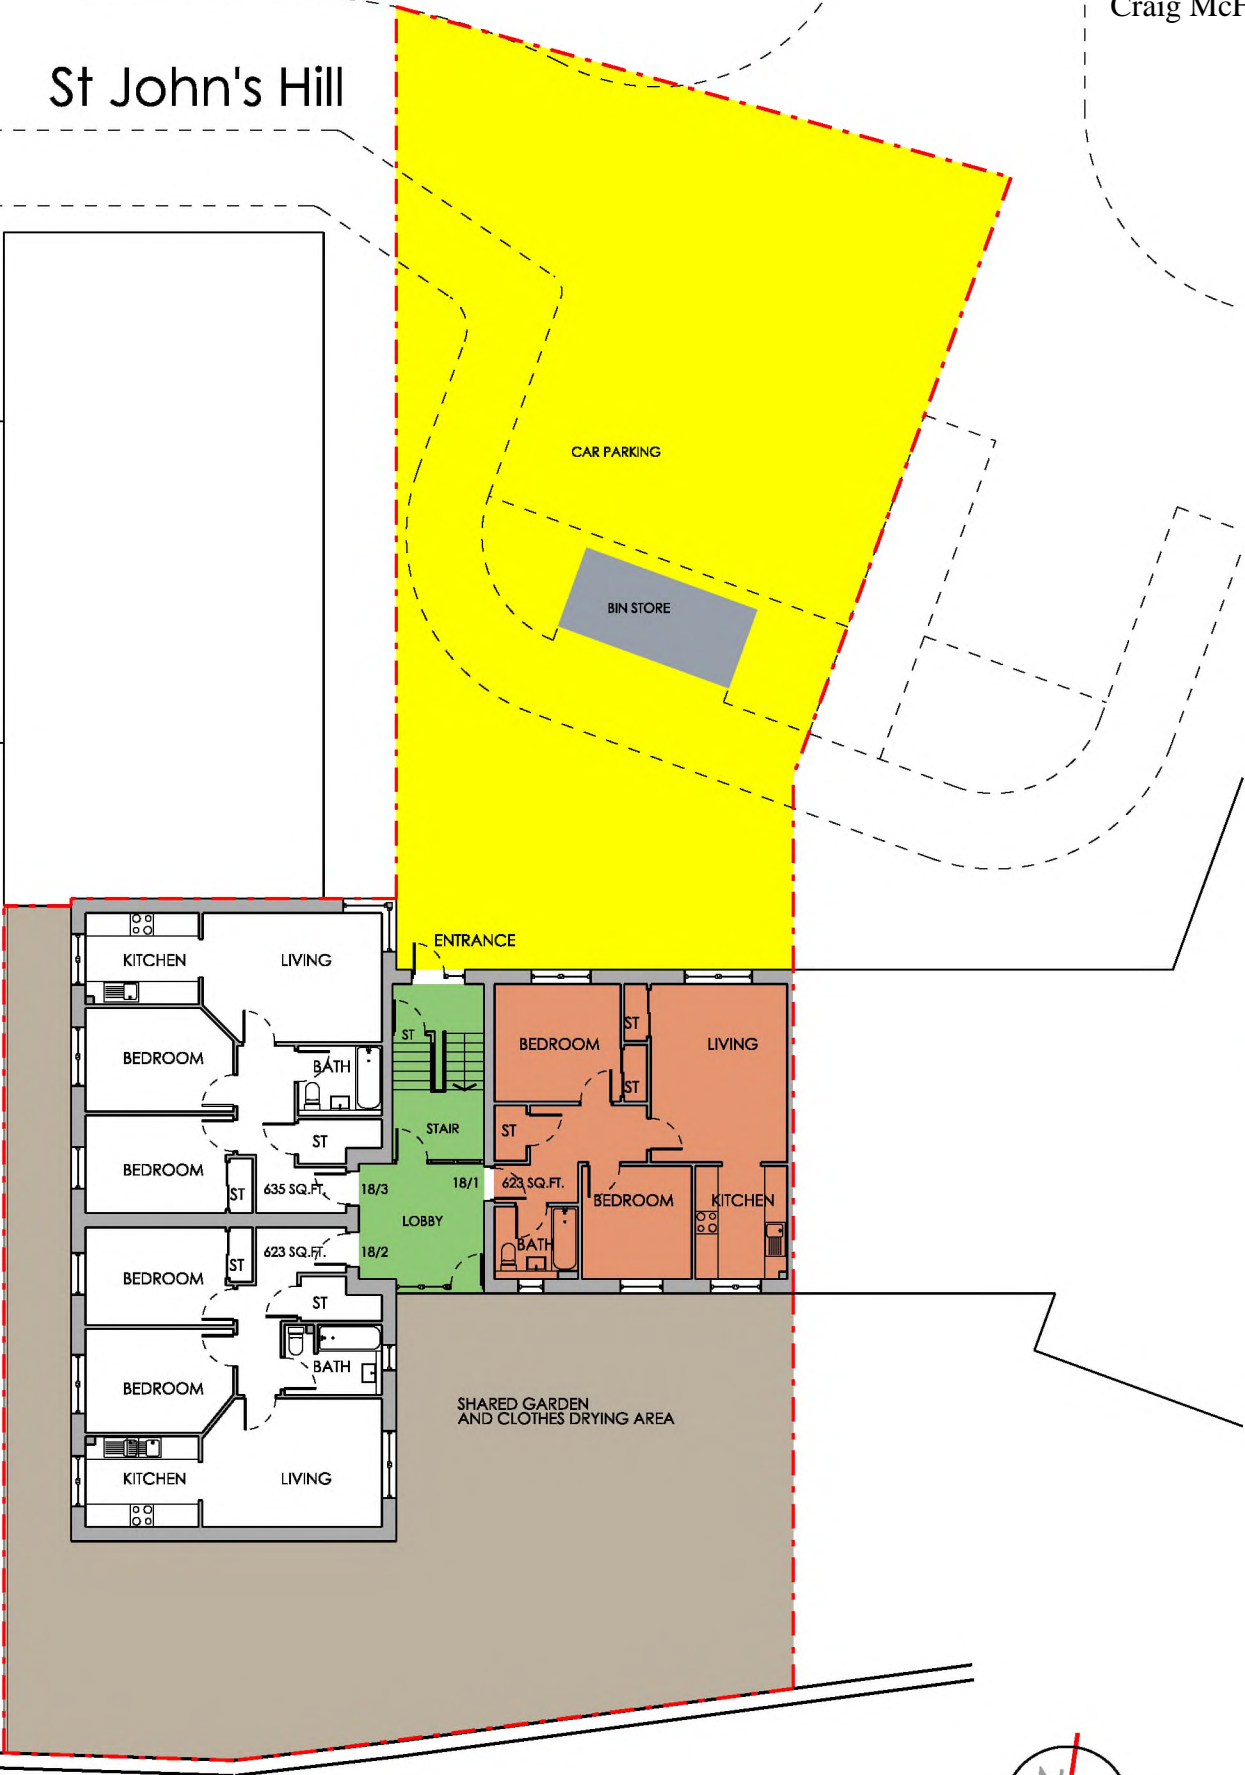 Craig McF
St John's Hill
CAR PARKING
BIN STORE
ENTRANCE
KITCHEN
LIVING
BEDROOM
BATH
ST
BEDROOM
ST
ST
635 SQ.FT.
18/3
ST
STAIR
LOBBY
18/1
18/2
BEDROOM
ST
ST
LIVING
ST
623 SQ.FT.
BEDROOM
KITCHEN
BATH
BEDROOM
ST
623 SQ.FT.
ST
BEDROOM
BATH
KITCHEN
LIVING
SHARED GARDEN
AND CLOTHES DRYING AREA
N